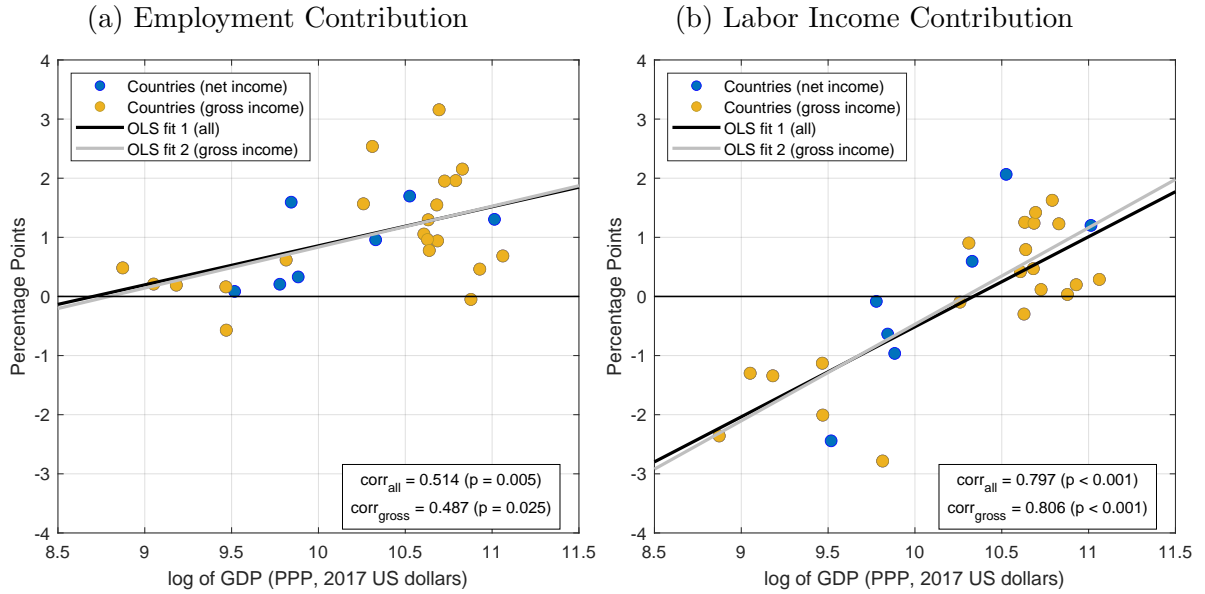 (a) Employment Contribution
4
3
2
1
0
-1
-2
-3
-4
Percentage Points
Countries (net income)
Countries (gross income)
OLS fit 1 (all)
OLS fit 2 (gross income)
corr_all = 0.514 (p = 0.005)
corr_gross = 0.487 (p = 0.025)
8.5 9 9.5 10 10.5 11 11.5
log of GDP (PPP, 2017 US dollars)
(b) Labor Income Contribution
4
3
2
1
0
-1
-2
-3
-4
Percentage Points
Countries (net income)
Countries (gross income)
OLS fit 1 (all)
OLS fit 2 (gross income)
corr_all = 0.797 (p < 0.001)
corr_gross = 0.806 (p < 0.001)
8.5 9 9.5 10 10.5 11 11.5
log of GDP (PPP, 2017 US dollars)